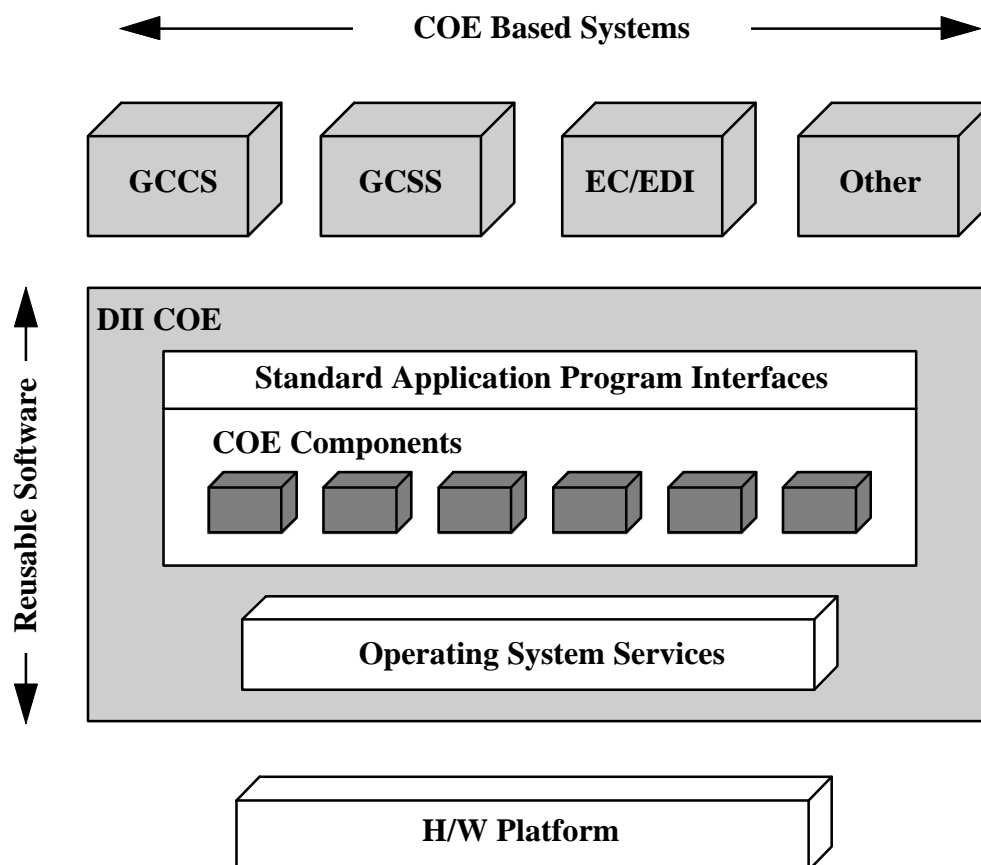 COE Based Systems
GCCS
GCSS
EC/EDI
Other
DII COE
Standard Application Program Interfaces
COE Components
Reusable Software
Operating System Services
H/W Platform